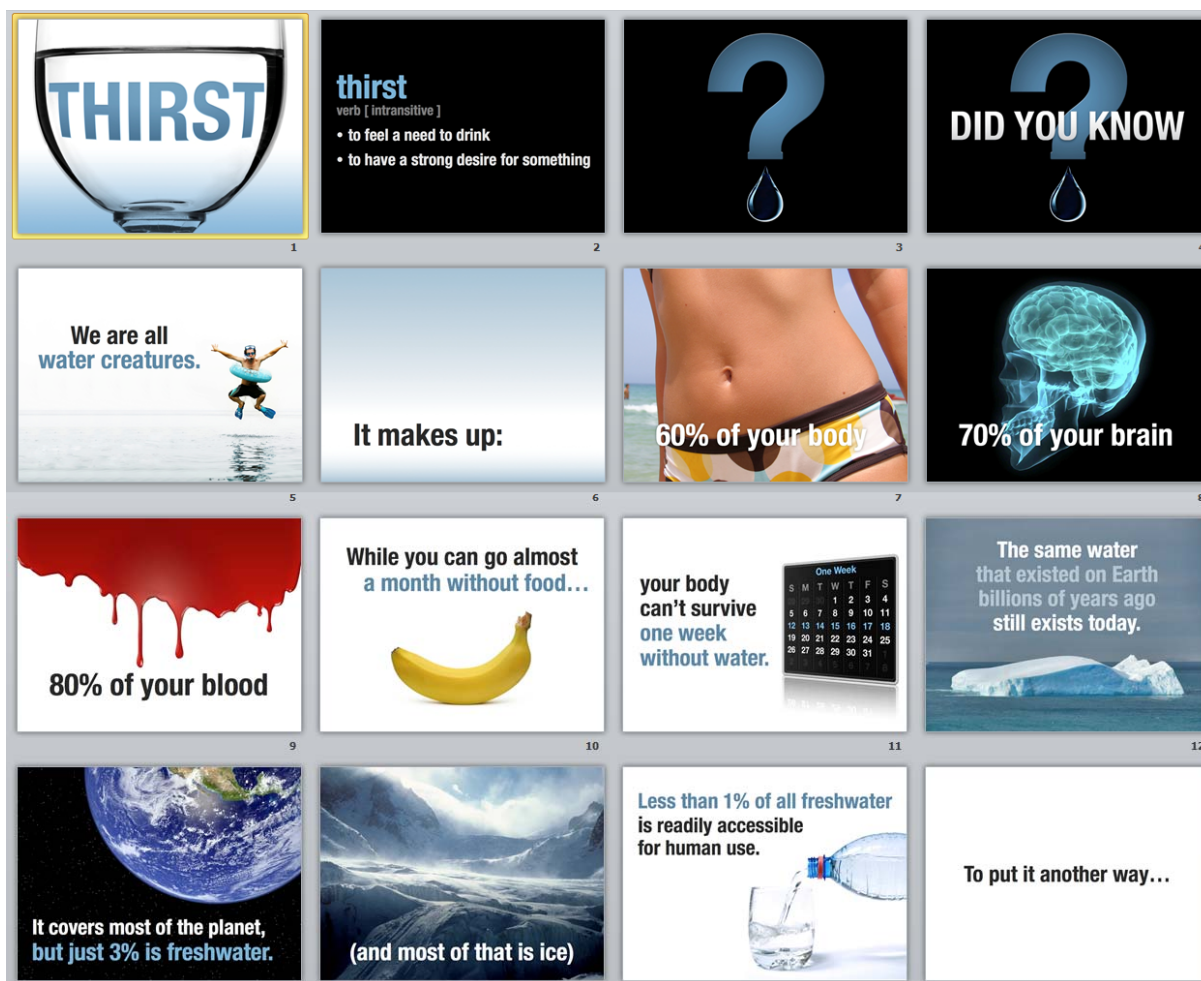 THIRST
1
thirst
verb [ intransitive ]
• to feel a need to drink
• to have a strong desire for something
2
?
3
?
DID YOU KNOW
4
We are all
water creatures.
5
It makes up:
6
60% of your body
7
70% of your brain
8
80% of your blood
9
While you can go almost
a month without food…
10
your body
can't survive
one week
without water.
One Week
S M T W T F S
1 2 3 4
5 6 7 8 9 10 11
12 13 14 15 16 17 18
19 20 21 22 23 24 25
26 27 28 29 30 31
11
The same water
that existed on Earth
billions of years ago
still exists today.
12
It covers most of the planet,
but just 3% is freshwater.
(and most of that is ice)
Less than 1% of all freshwater
is readily accessible
for human use.
To put it another way…